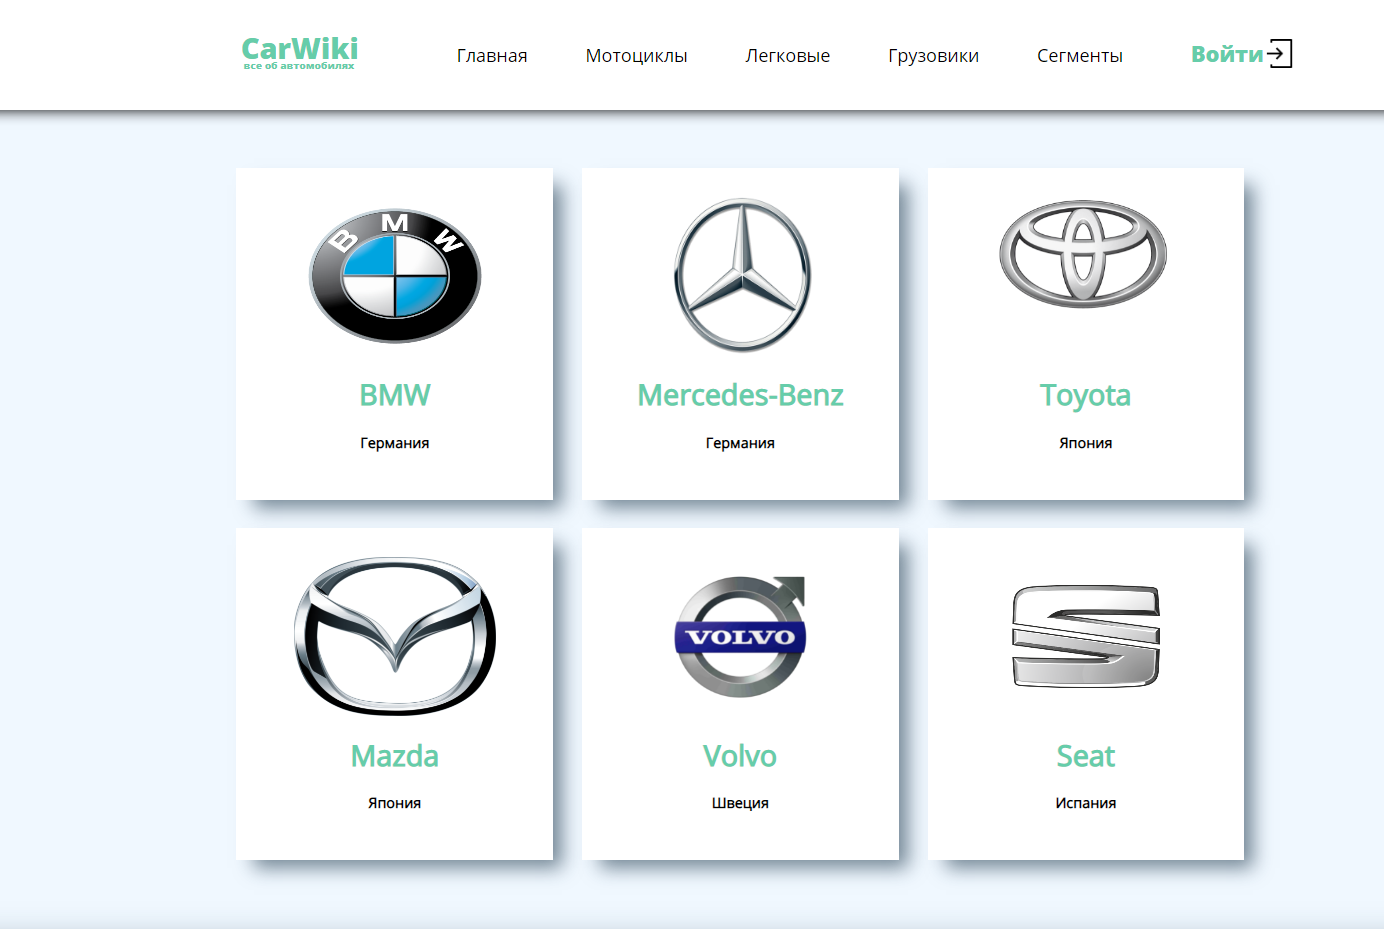 CarWiki
все об автомобилях
Главная
Мотоциклы
Легковые
Грузовики
Сегменты
Войти
BMW
BMW
Германия
Mercedes-Benz
Германия
Toyota
Япония
Mazda
Япония
VOLVO
Volvo
Швеция
Seat
Испания